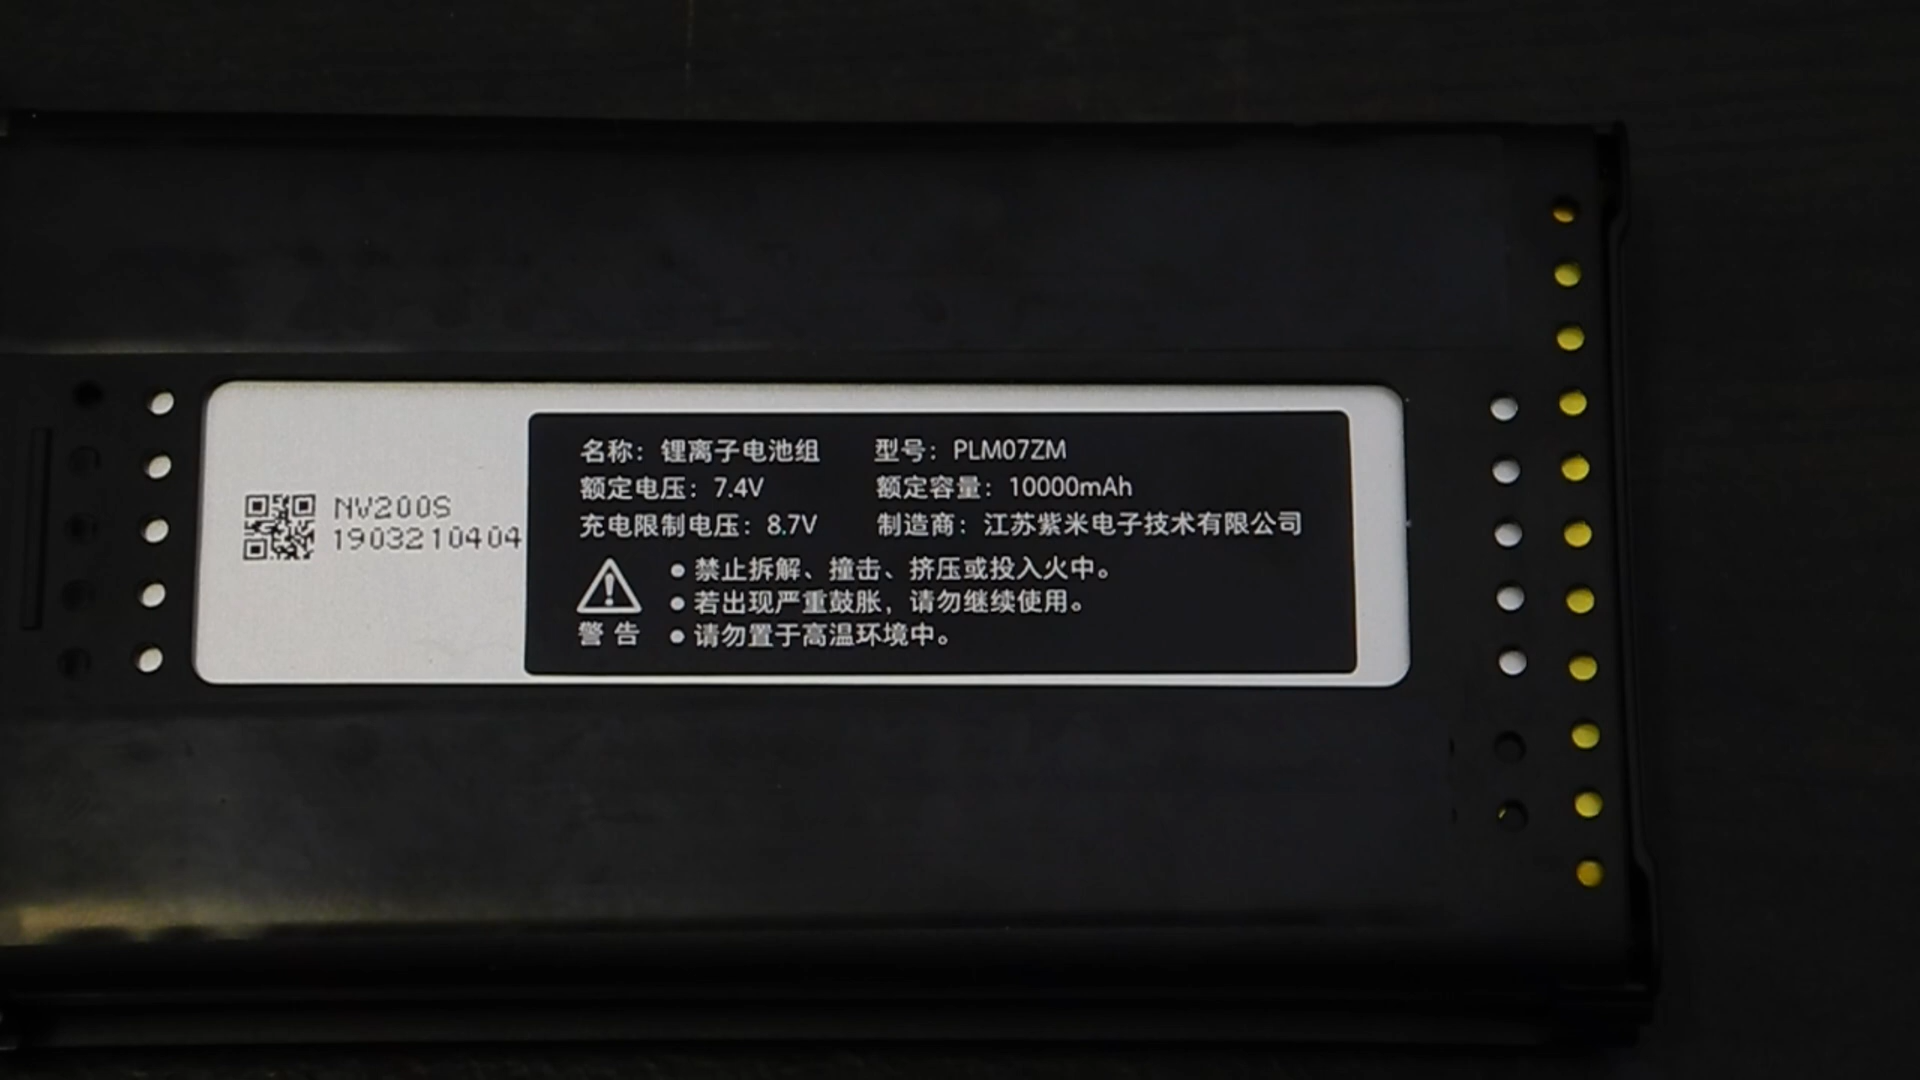 NV200S
1903210404
名称：锂离子电池组 型号：PLM07ZM
额定电压：7.4V 额定容量：10000mAh
充电限制电压：8.7V 制造商：江苏紫米电子技术有限公司
警告
●禁止拆解、撞击、挤压或投入火中。
●若出现严重鼓胀，请勿继续使用。
●请勿置于高温环境中。